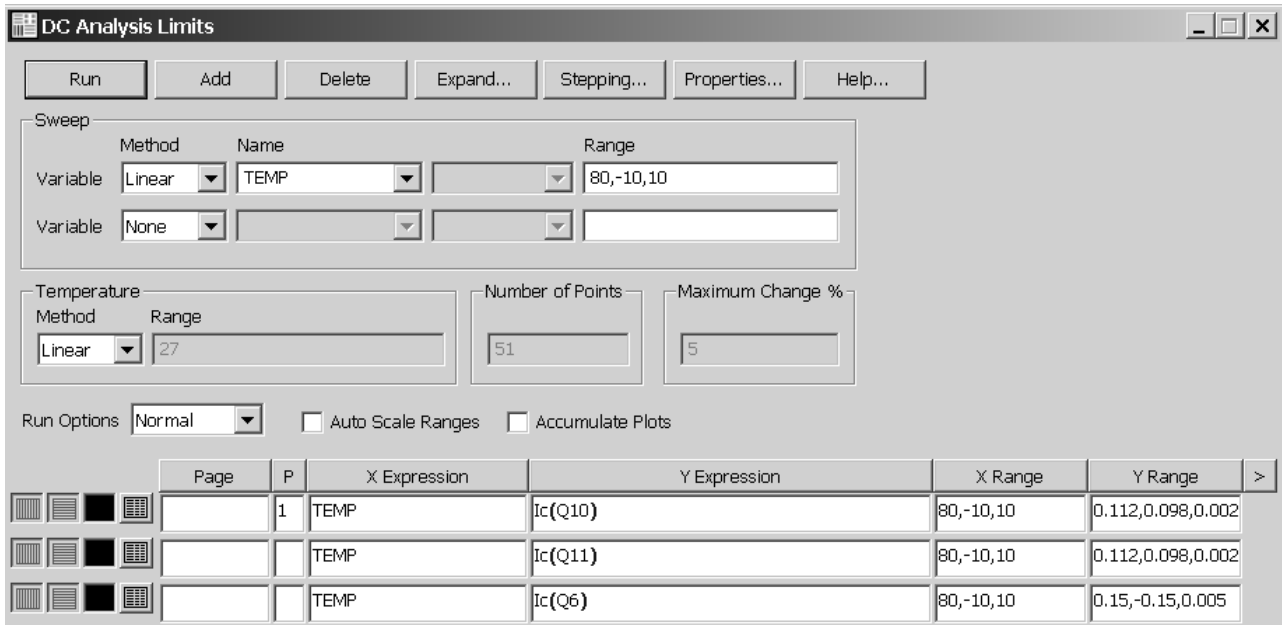 DC Analysis Limits
Run Add Delete Expand... Stepping... Properties... Help...
Sweep
Method Name Range
Variable Linear TEMP 80,-10,10
Variable None
Temperature Number of Points Maximum Change %
Method Range
Linear 27 51 5
Run Options Normal Auto Scale Ranges Accumulate Plots
Page P X Expression Y Expression X Range Y Range >
1 TEMP Ic(Q10) 80,-10,10 0.112,0.098,0.002
TEMP Ic(Q11) 80,-10,10 0.112,0.098,0.002
TEMP Ic(Q6) 80,-10,10 0.15,-0.15,0.005